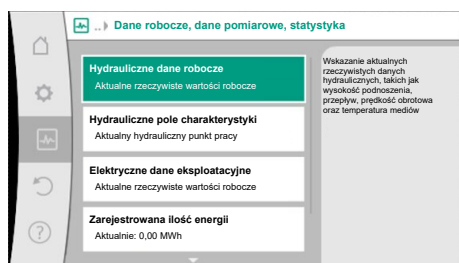 ..▸ Dane robocze, dane pomiarowe, statystyka
Hydrauliczne dane robocze
Aktualne rzeczywiste wartości robocze
Hydrauliczne pole charakterystyki
Aktualny hydrauliczny punkt pracy
Elektryczne dane eksploatacyjne
Aktualne rzeczywiste wartości robocze
Zarejestrowana ilość energii
Aktualnie: 0,00 MWh
Wskazanie aktualnych
rzeczywistych danych
hydraulicznych, takich jak
wysokość podnoszenia,
przepływ, prędkość obrotowa
oraz temperatura mediów